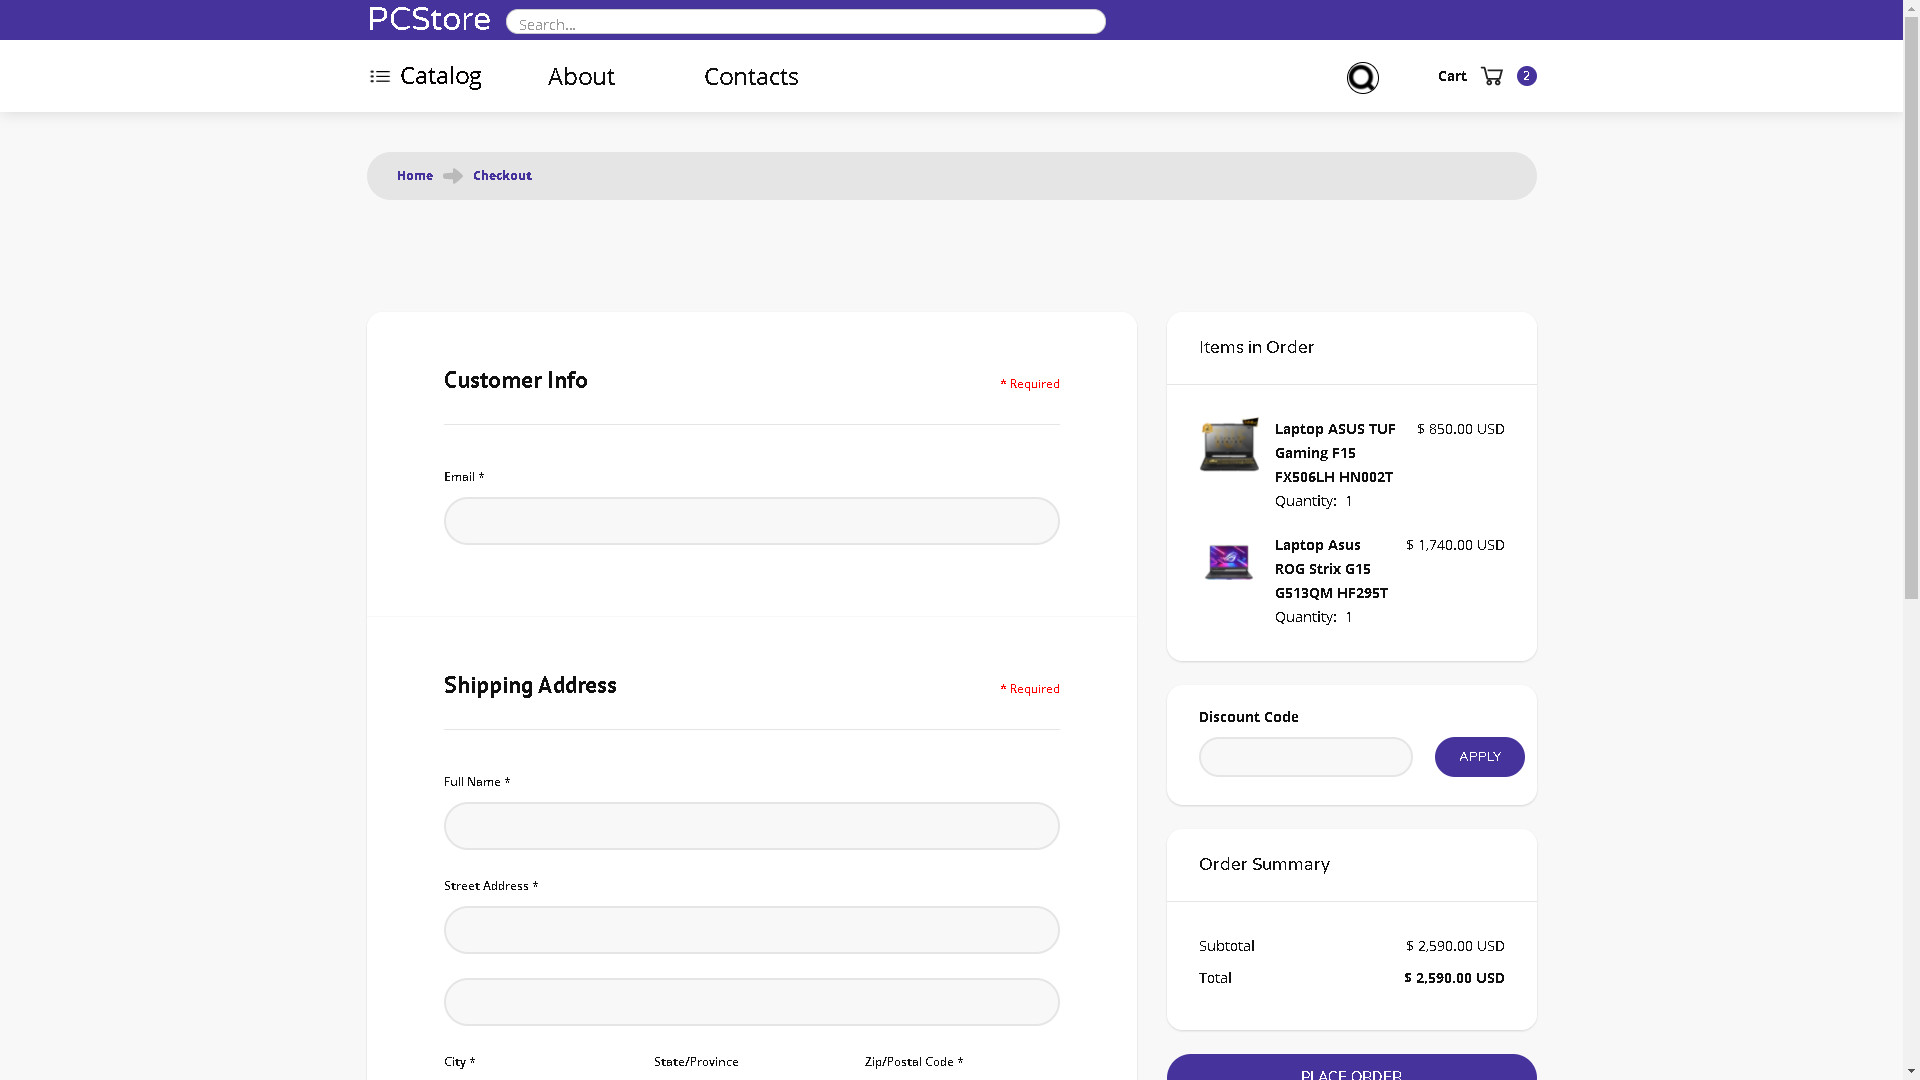 PCStore
Search...
Catalog
About
Contacts
Cart
2
Home
Checkout
Customer Info
* Required
Email *
Shipping Address
* Required
Full Name *
Street Address *
City *
State/Province
Zip/Postal Code *
Items in Order
Laptop ASUS TUF
Gaming F15
FX506LH HN002T
$ 850.00 USD
Quantity: 1
Laptop Asus
ROG Strix G15
G513QM HF295T
$ 1,740.00 USD
Quantity: 1
Discount Code
APPLY
Order Summary
Subtotal
$ 2,590.00 USD
Total
$ 2,590.00 USD
PLACE ORDER